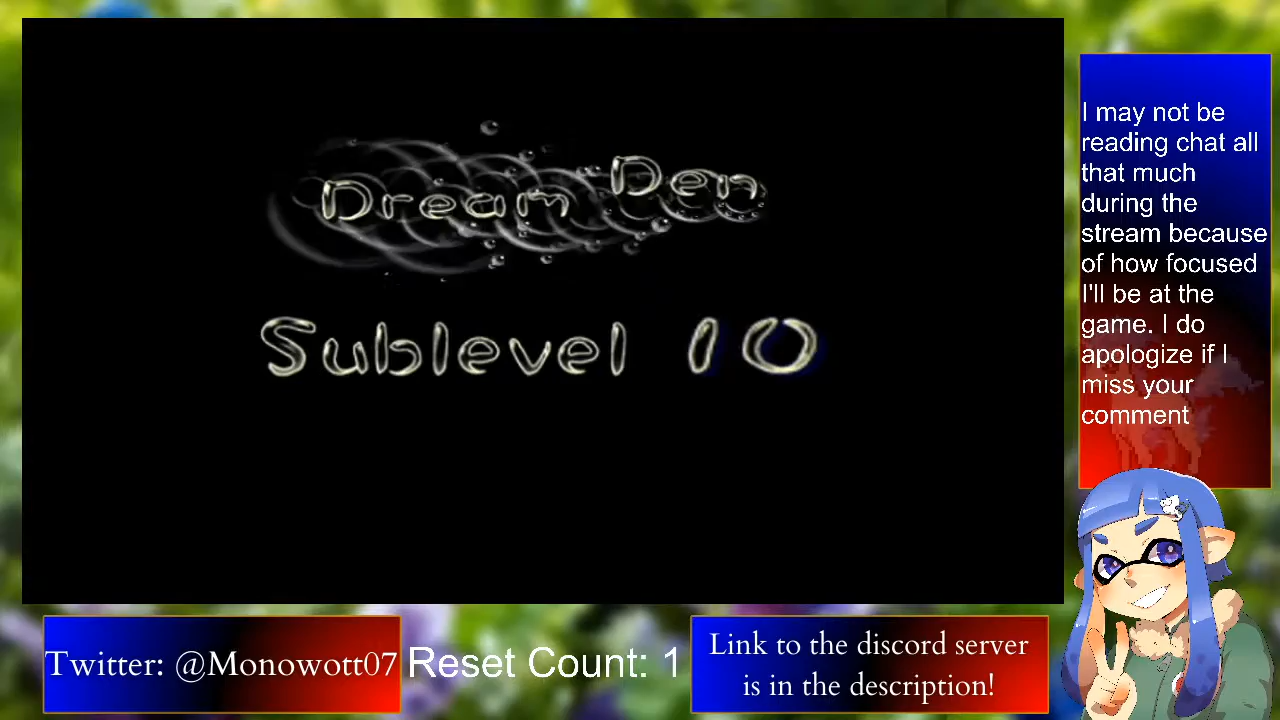 Dream Den
Sublevel 10
I may not be
reading chat all
that much
during the
stream because
of how focused
I'll be at the
game. I do
apologize if I
miss your
comment
Twitter: @Monowott07
Reset Count: 1
Link to the discord server
is in the description!